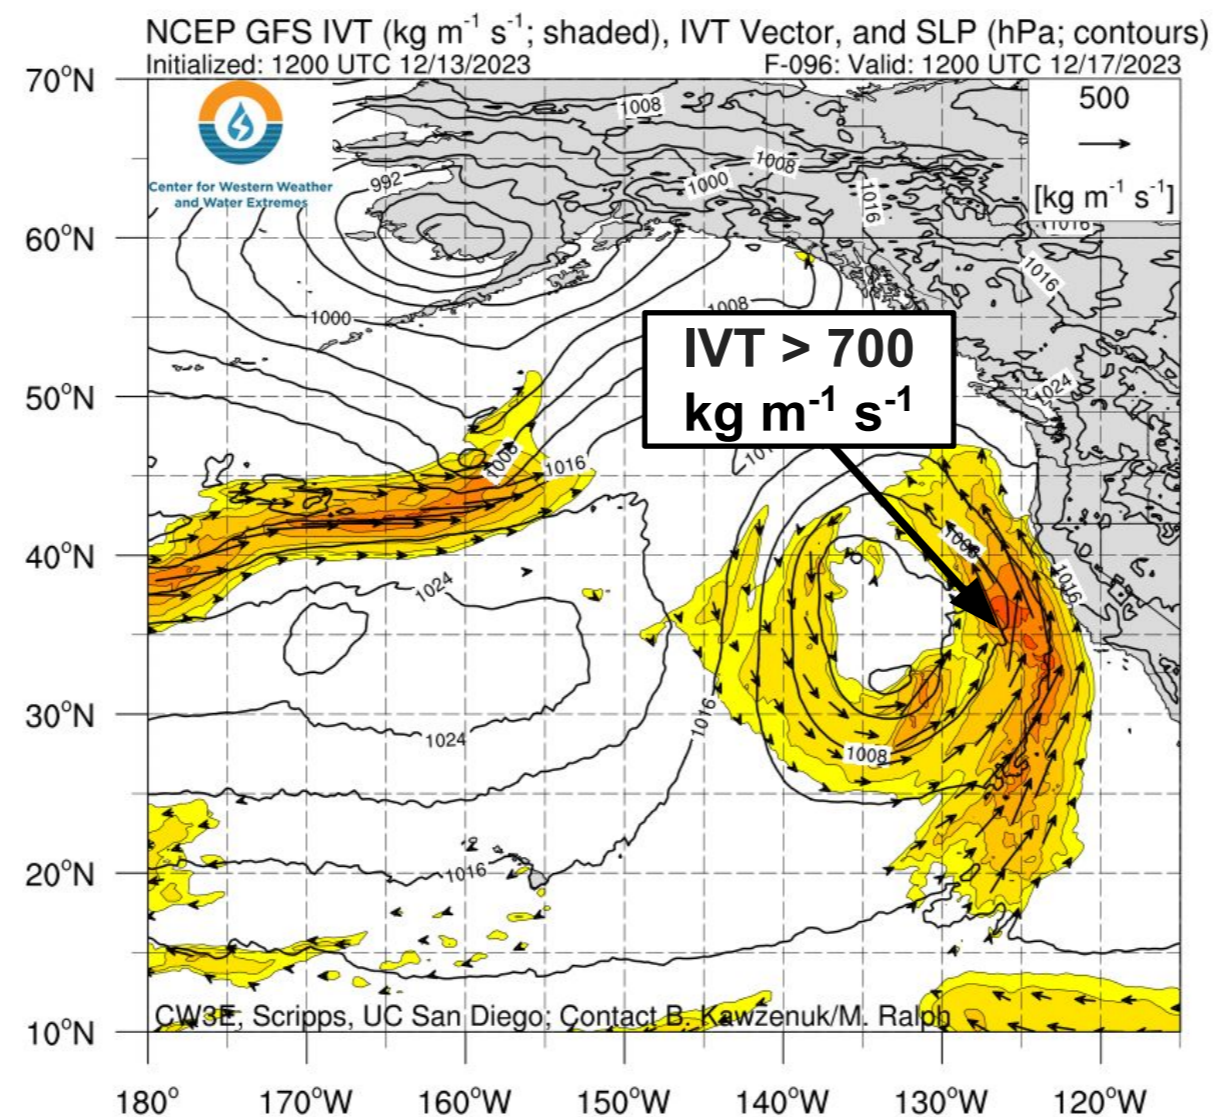 NCEP GFS IVT (kg m⁻¹ s⁻¹; shaded), IVT Vector, and SLP (hPa; contours)
Initialized: 1200 UTC 12/13/2023 F-096: Valid: 1200 UTC 12/17/2023
70°N
500
[kg m⁻¹ s⁻¹]
Center for Western Weather
and Water Extremes
1008
1008
992
1000
1016
1016
60°N
1016
1000
1008
IVT > 700
kg m⁻¹ s⁻¹
50°N
1024
1008
1016
40°N
1008
1024
1016
30°N
1016
1024
1008
20°N
1016
CW3E, Scripps, UC San Diego; Contact B. Kawzenuk/M. Ralph
10°N
180° 170°W 160°W 150°W 140°W 130°W 120°W